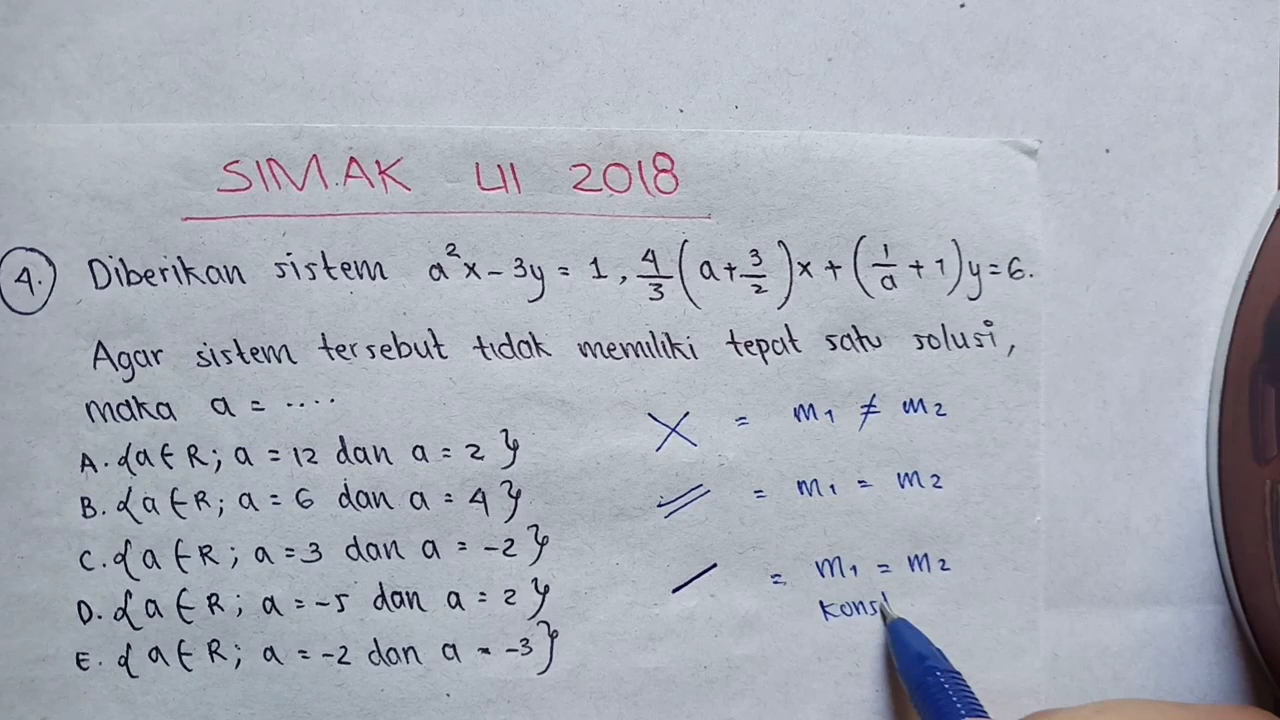 SIMAK UI 2018
4. Diberikan sistem a²x - 3y = 1, 4/3 (a + 3/2)x + (1/a + 1)y = 6.
Agar sistem tersebut tidak memiliki tepat satu solusi,
maka a = ....
A. {a ∈ R; a = 12 dan a = 2}
B. {a ∈ R; a = 6 dan a = 4}
C. {a ∈ R; a = 3 dan a = -2}
D. {a ∈ R; a = -5 dan a = 2}
E. {a ∈ R; a = -2 dan a = -3}
= m₁ ≠ m₂
= m₁ = m₂
= m₁ = m₂
Kons